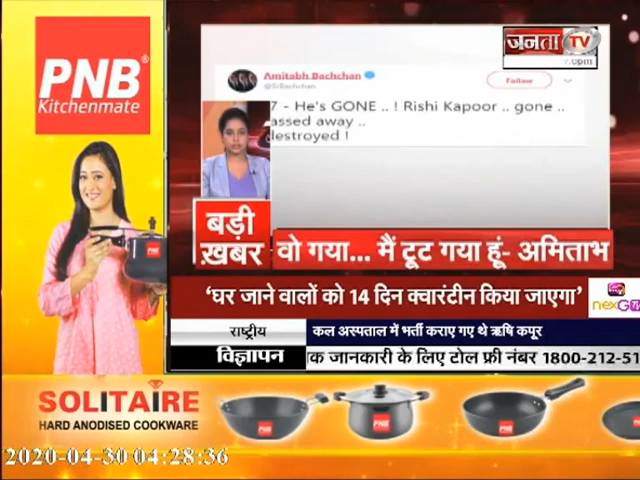 PNB®
Kitchenmate
जनता TV
.com
Amitabh Bachchan
@SrBachchan
Follow
7 - He's GONE .. ! Rishi Kapoor .. gone ..
assed away ..
destroyed !
बड़ी
ख़बर
वो गया... मैं टूट गया हूं- अमिताभ
‘घर जाने वालों को 14 दिन क्वारंटीन किया जाएगा’
nexGTV
राष्ट्रीय
कल अस्पताल में भर्ती कराए गए थे ऋषि कपूर
विज्ञापन
क जानकारी के लिए टोल फ्री नंबर 1800-212-51
SOLITAIRE
HARD ANODISED COOKWARE
PNB
PNB
PNB
2020-04-30 04:28:36